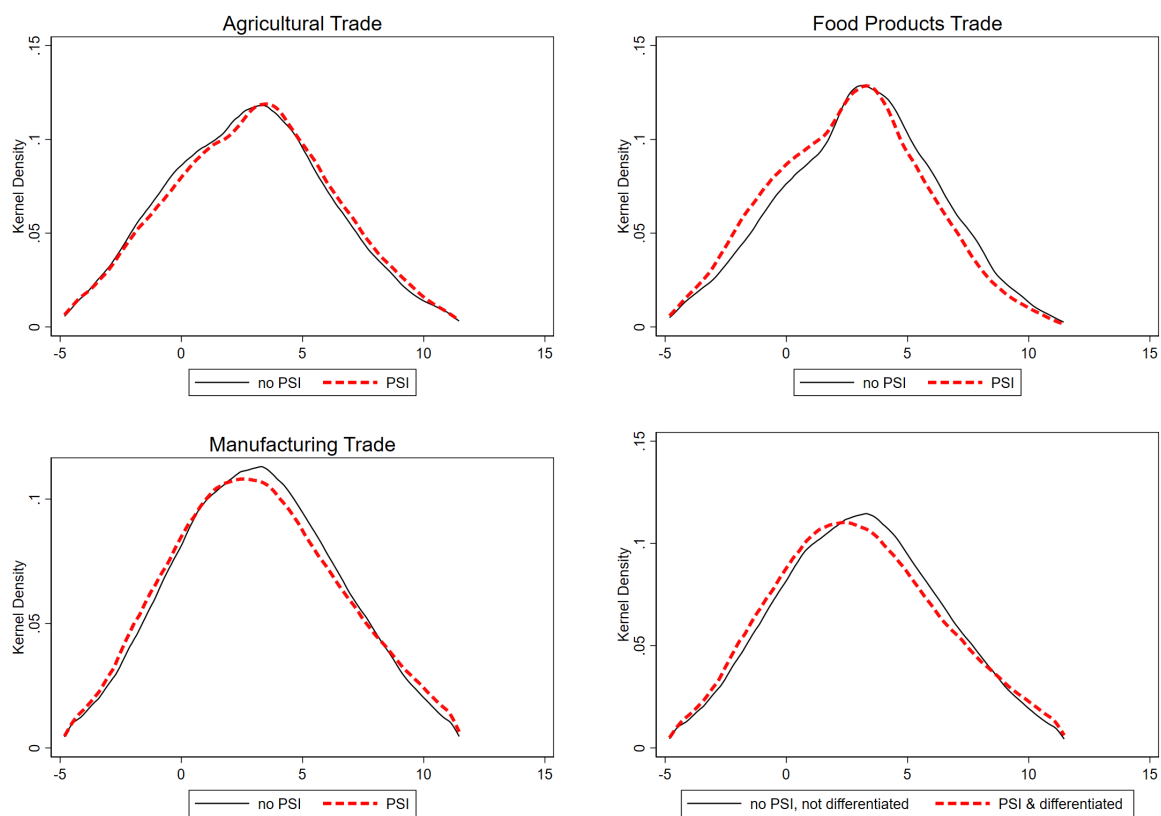 Agricultural Trade
Kernel Density
0 .05 .1 .15
-5 0 5 10 15
no PSI PSI
Food Products Trade
Kernel Density
0 .05 .1 .15
-5 0 5 10 15
no PSI PSI
Manufacturing Trade
Kernel Density
0 .05 .1
-5 0 5 10 15
no PSI PSI
Kernel Density
0 .05 .1 .15
-5 0 5 10 15
no PSI, not differentiated PSI & differentiated